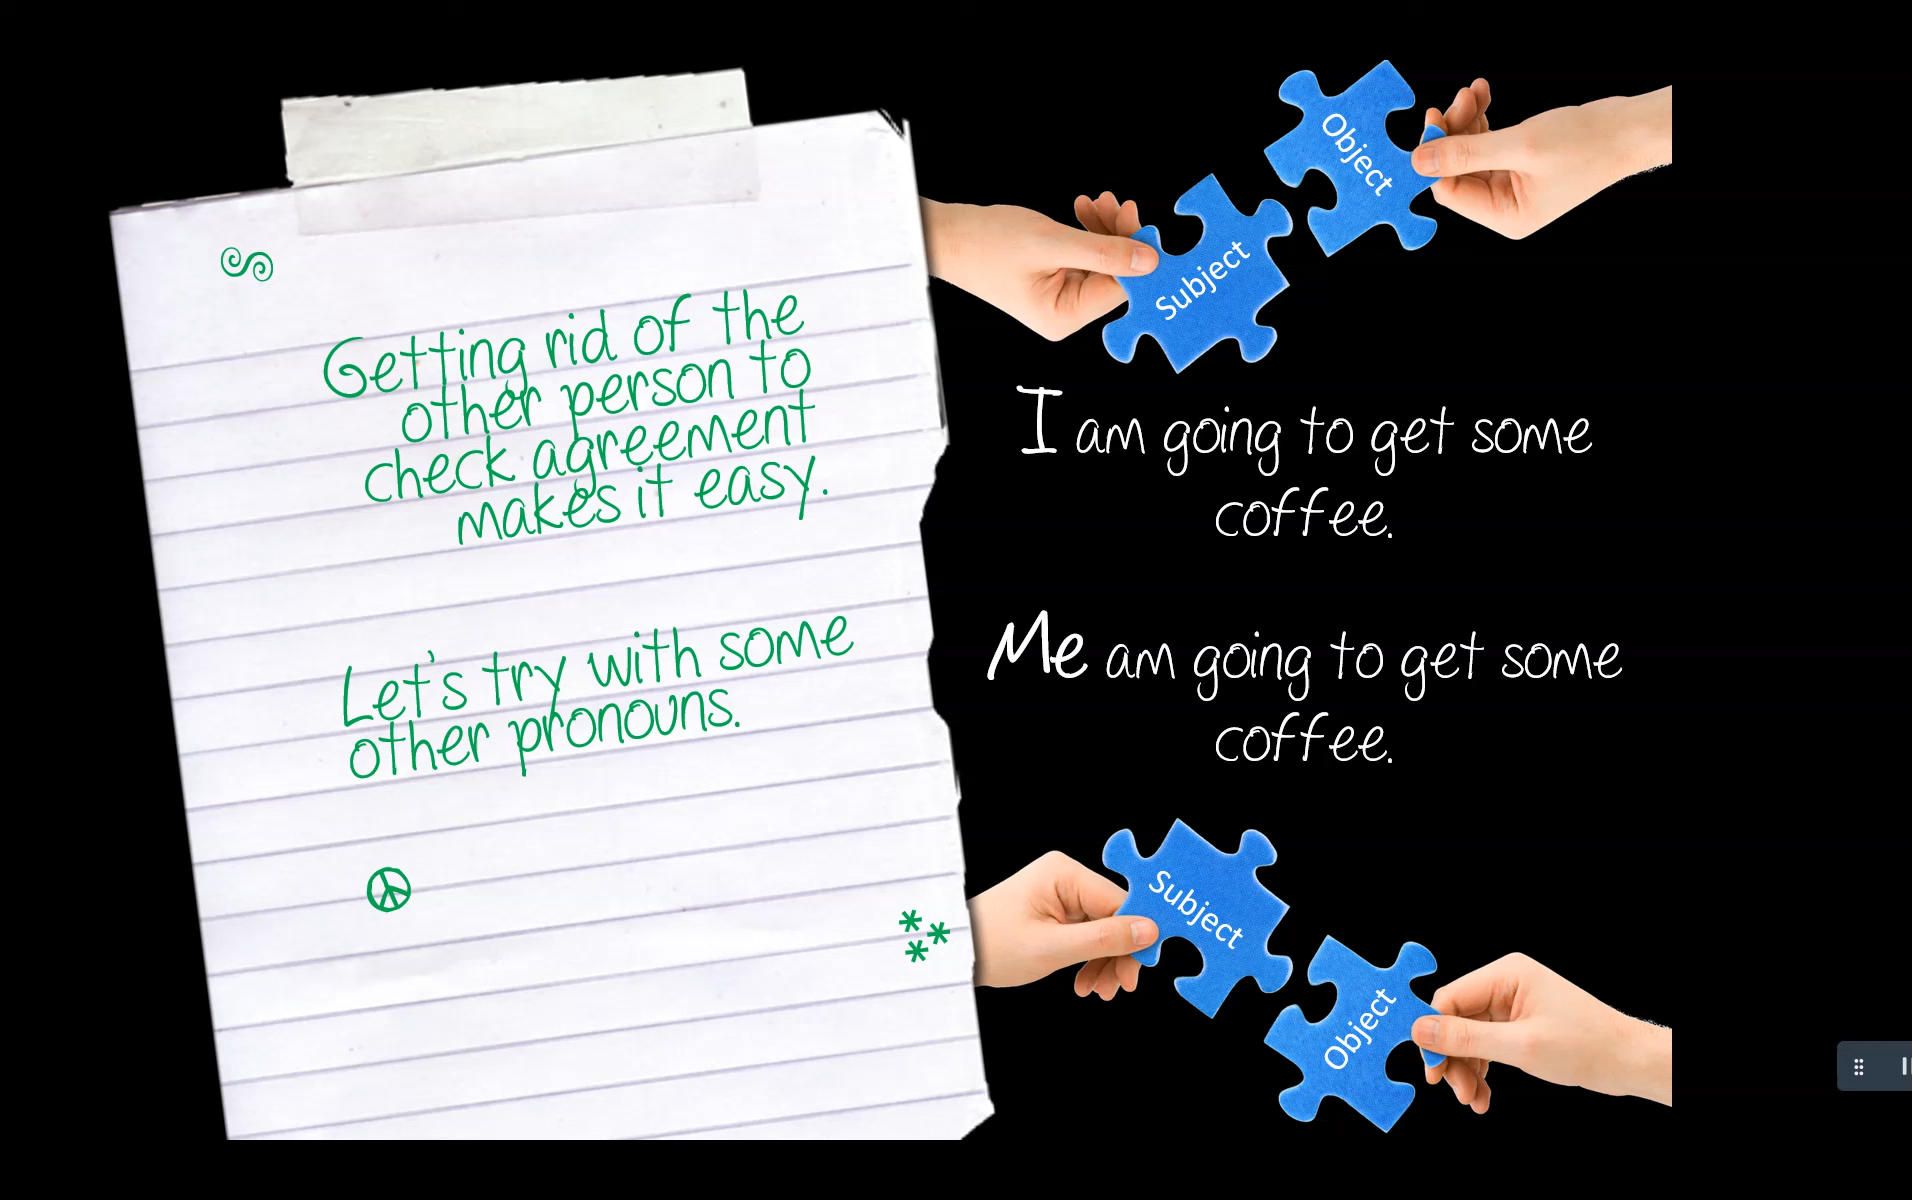 Getting rid of the
other person to
check agreement
makes it easy.
Let's try with some
other pronouns.
Object
Subject
I am going to get some
coffee.
Me am going to get some
coffee.
Subject
Object